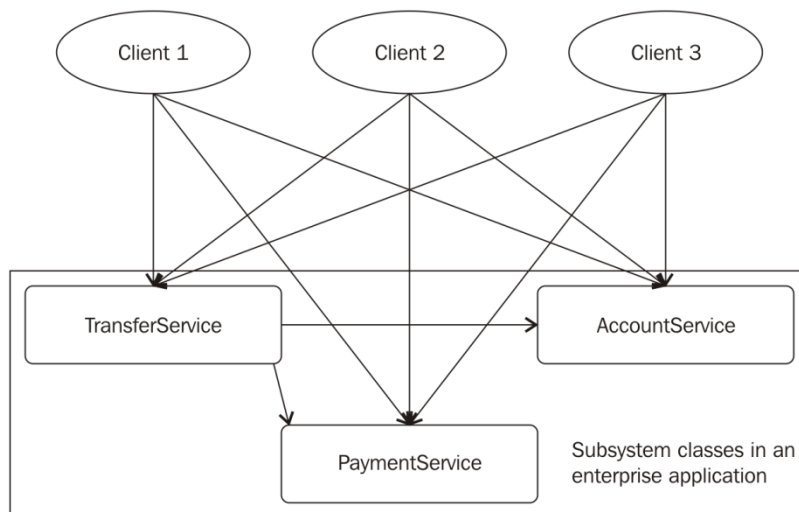 Client 1
Client 2
Client 3
TransferService
AccountService
PaymentService
Subsystem classes in an
enterprise application